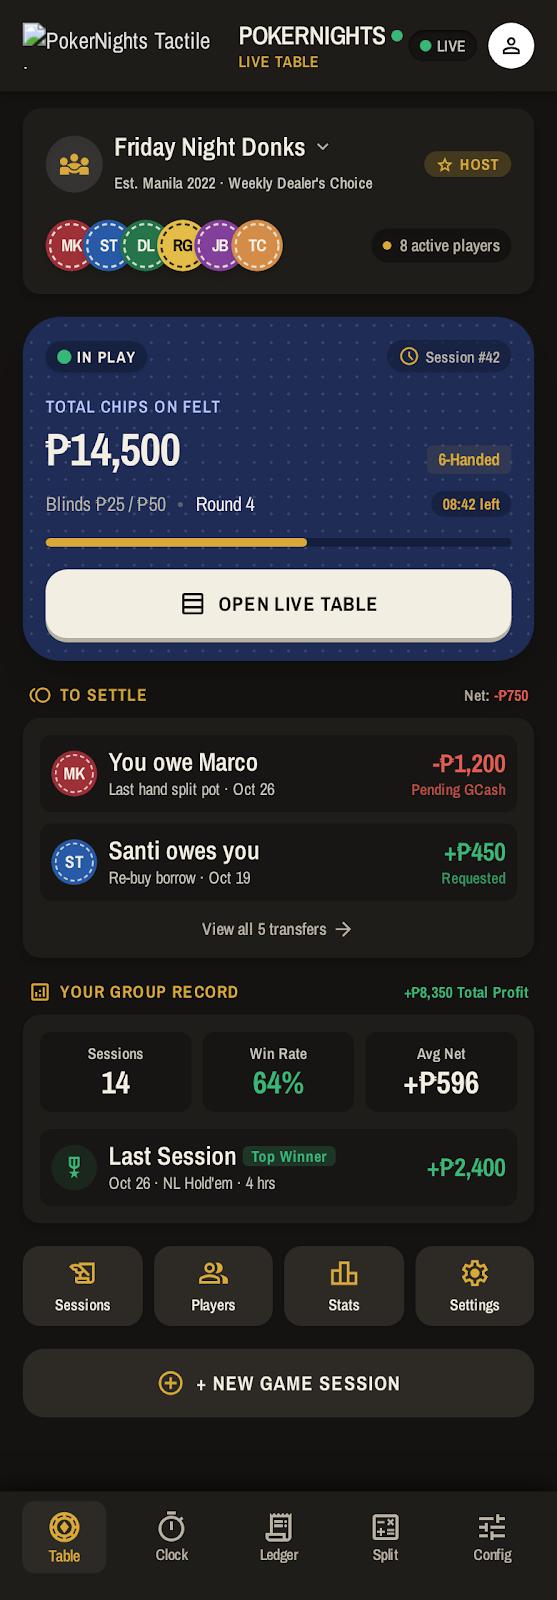 PokerNights Tactile
.
POKERNIGHTS
LIVE TABLE
LIVE
Friday Night Donks
Est. Manila 2022 · Weekly Dealer's Choice
HOST
MK ST DL RG JB TC
8 active players
IN PLAY
Session #42
TOTAL CHIPS ON FELT
₱14,500
6-Handed
Blinds ₱25 / ₱50 • Round 4
08:42 left
OPEN LIVE TABLE
TO SETTLE
Net: -₱750
MK
You owe Marco
Last hand split pot · Oct 26
-₱1,200
Pending GCash
ST
Santi owes you
Re-buy borrow · Oct 19
+₱450
Requested
View all 5 transfers →
YOUR GROUP RECORD
+₱8,350 Total Profit
Sessions
14
Win Rate
64%
Avg Net
+₱596
Last Session
Top Winner
Oct 26 · NL Hold'em · 4 hrs
+₱2,400
Sessions
Players
Stats
Settings
+ NEW GAME SESSION
Table
Clock
Ledger
Split
Config